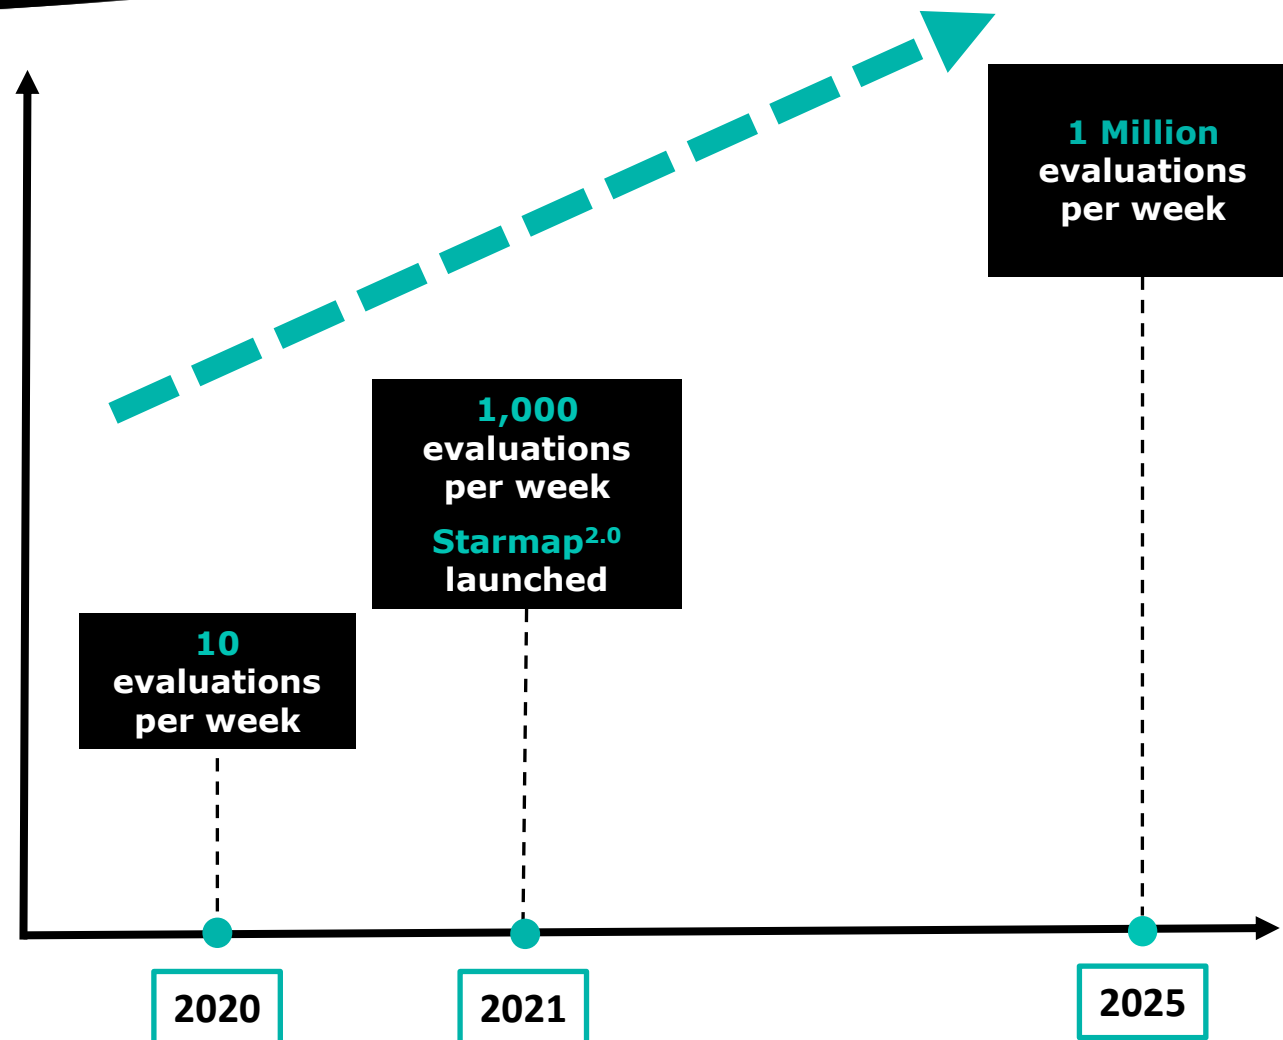 1 Million
evaluations
per week
1,000
evaluations
per week
Starmap2.0
launched
10
evaluations
per week
2020
2021
2025